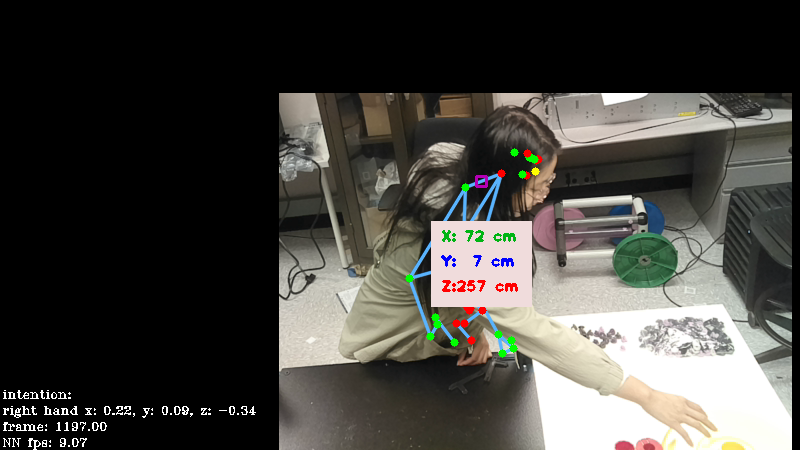 X: 72 cm
Y: 7 cm
Z:257 cm
intention:
right hand x: 0.22, y: 0.09, z: -0.34
frame: 1197.00
NN fps: 9.07